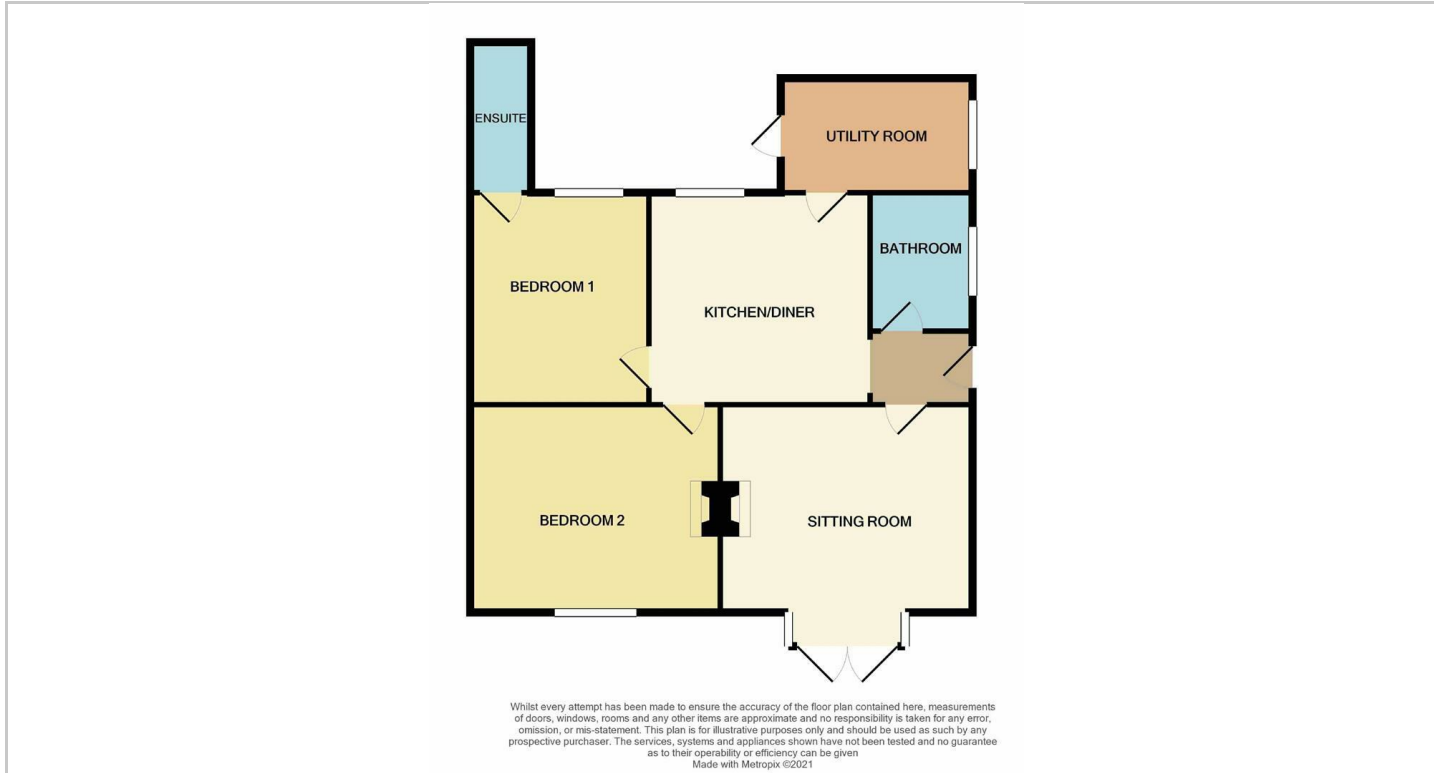 ENSUITE
UTILITY ROOM
BATHROOM
BEDROOM 1
KITCHEN/DINER
BEDROOM 2
SITTING ROOM
Whilst every attempt has been made to ensure the accuracy of the floor plan contained here, measurements
of doors, windows, rooms and any other items are approximate and no responsibility is taken for any error,
omission, or mis-statement. This plan is for illustrative purposes only and should be used as such by any
prospective purchaser. The services, systems and appliances shown have not been tested and no guarantee
as to their operability or efficiency can be given
Made with Metropix ©2021